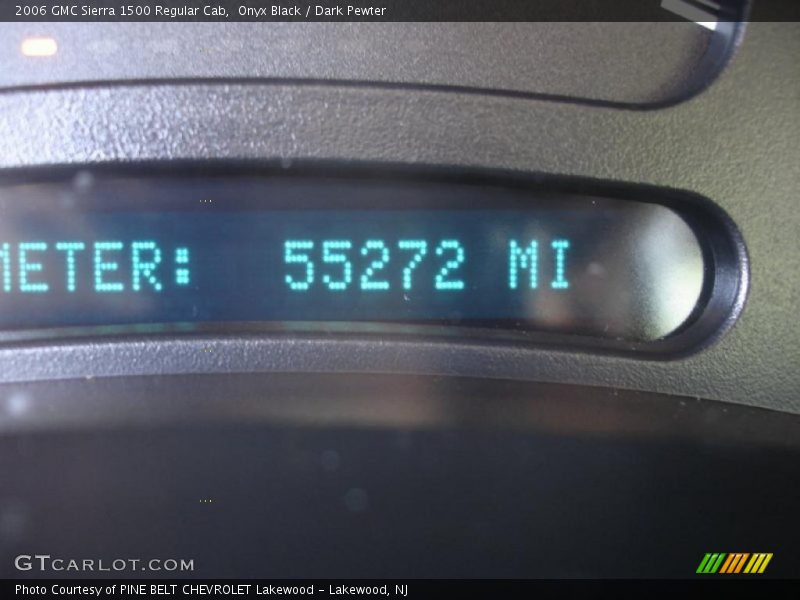 2006 GMC Sierra 1500 Regular Cab, Onyx Black / Dark Pewter
METER: 55272 MI
GTCARLOT.COM
Photo Courtesy of PINE BELT CHEVROLET Lakewood - Lakewood, NJ